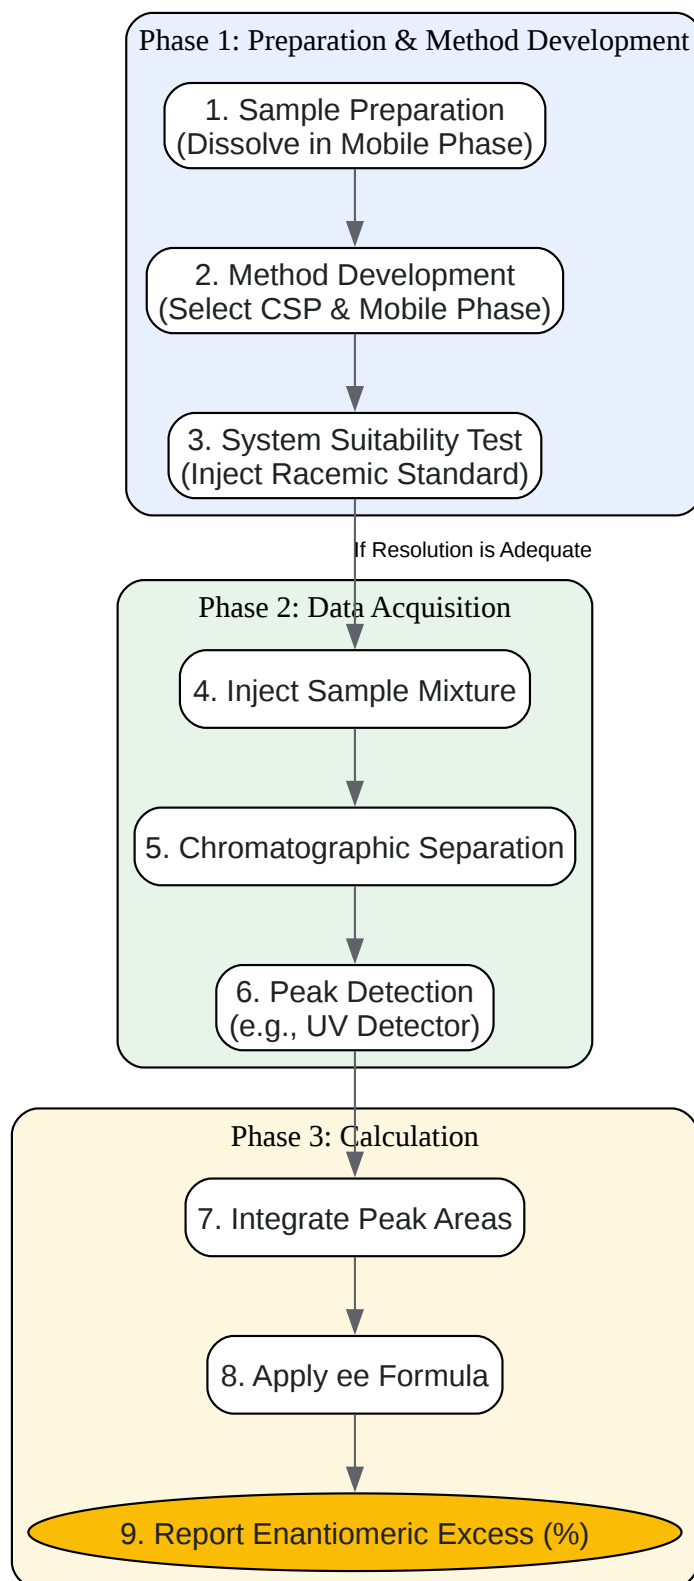 Phase 1: Preparation & Method Development
1. Sample Preparation
(Dissolve in Mobile Phase)
2. Method Development
(Select CSP & Mobile Phase)
3. System Suitability Test
(Inject Racemic Standard)
If Resolution is Adequate
Phase 2: Data Acquisition
4. Inject Sample Mixture
5. Chromatographic Separation
6. Peak Detection
(e.g., UV Detector)
Phase 3: Calculation
7. Integrate Peak Areas
8. Apply ee Formula
9. Report Enantiomeric Excess (%)